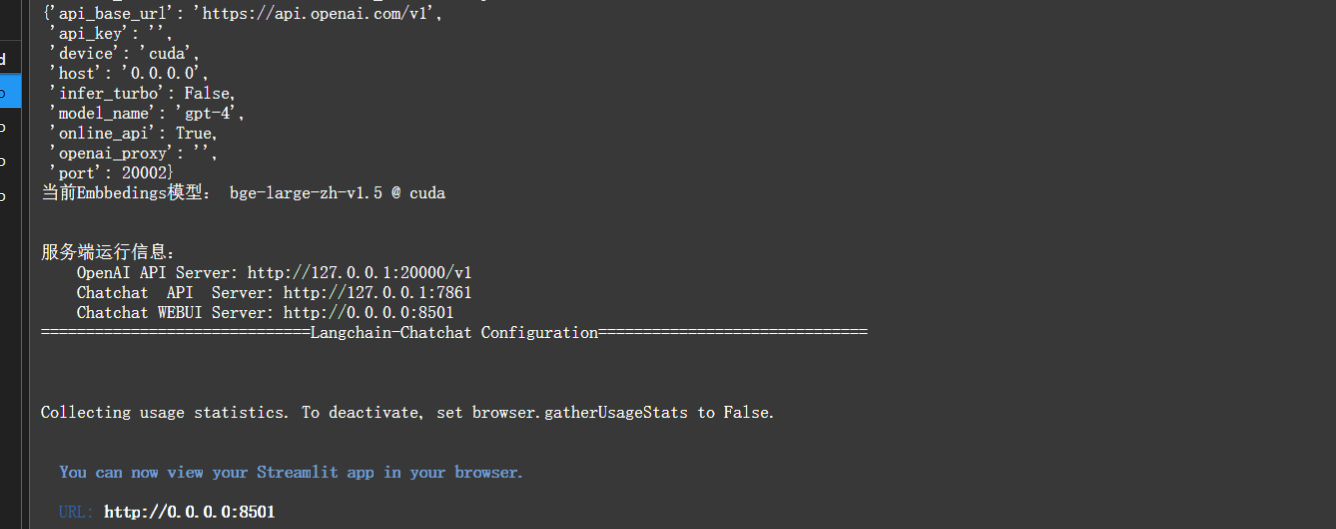 {'api_base_url': 'https://api.openai.com/v1',
'api_key': '',
'device': 'cuda',
'host': '0.0.0.0',
'infer_turbo': False,
'model_name': 'gpt-4',
'online_api': True,
'openai_proxy': '',
'port': 20002}
当前Embbedings模型: bge-large-zh-v1.5 @ cuda
服务端运行信息:
OpenAI API Server: http://127.0.0.1:20000/v1
Chatchat  API  Server: http://127.0.0.1:7861
Chatchat WEBUI Server: http://0.0.0.0:8501
==============================Langchain-Chatchat Configuration==============================
Collecting usage statistics. To deactivate, set browser.gatherUsageStats to False.
You can now view your Streamlit app in your browser.
URL: http://0.0.0.0:8501